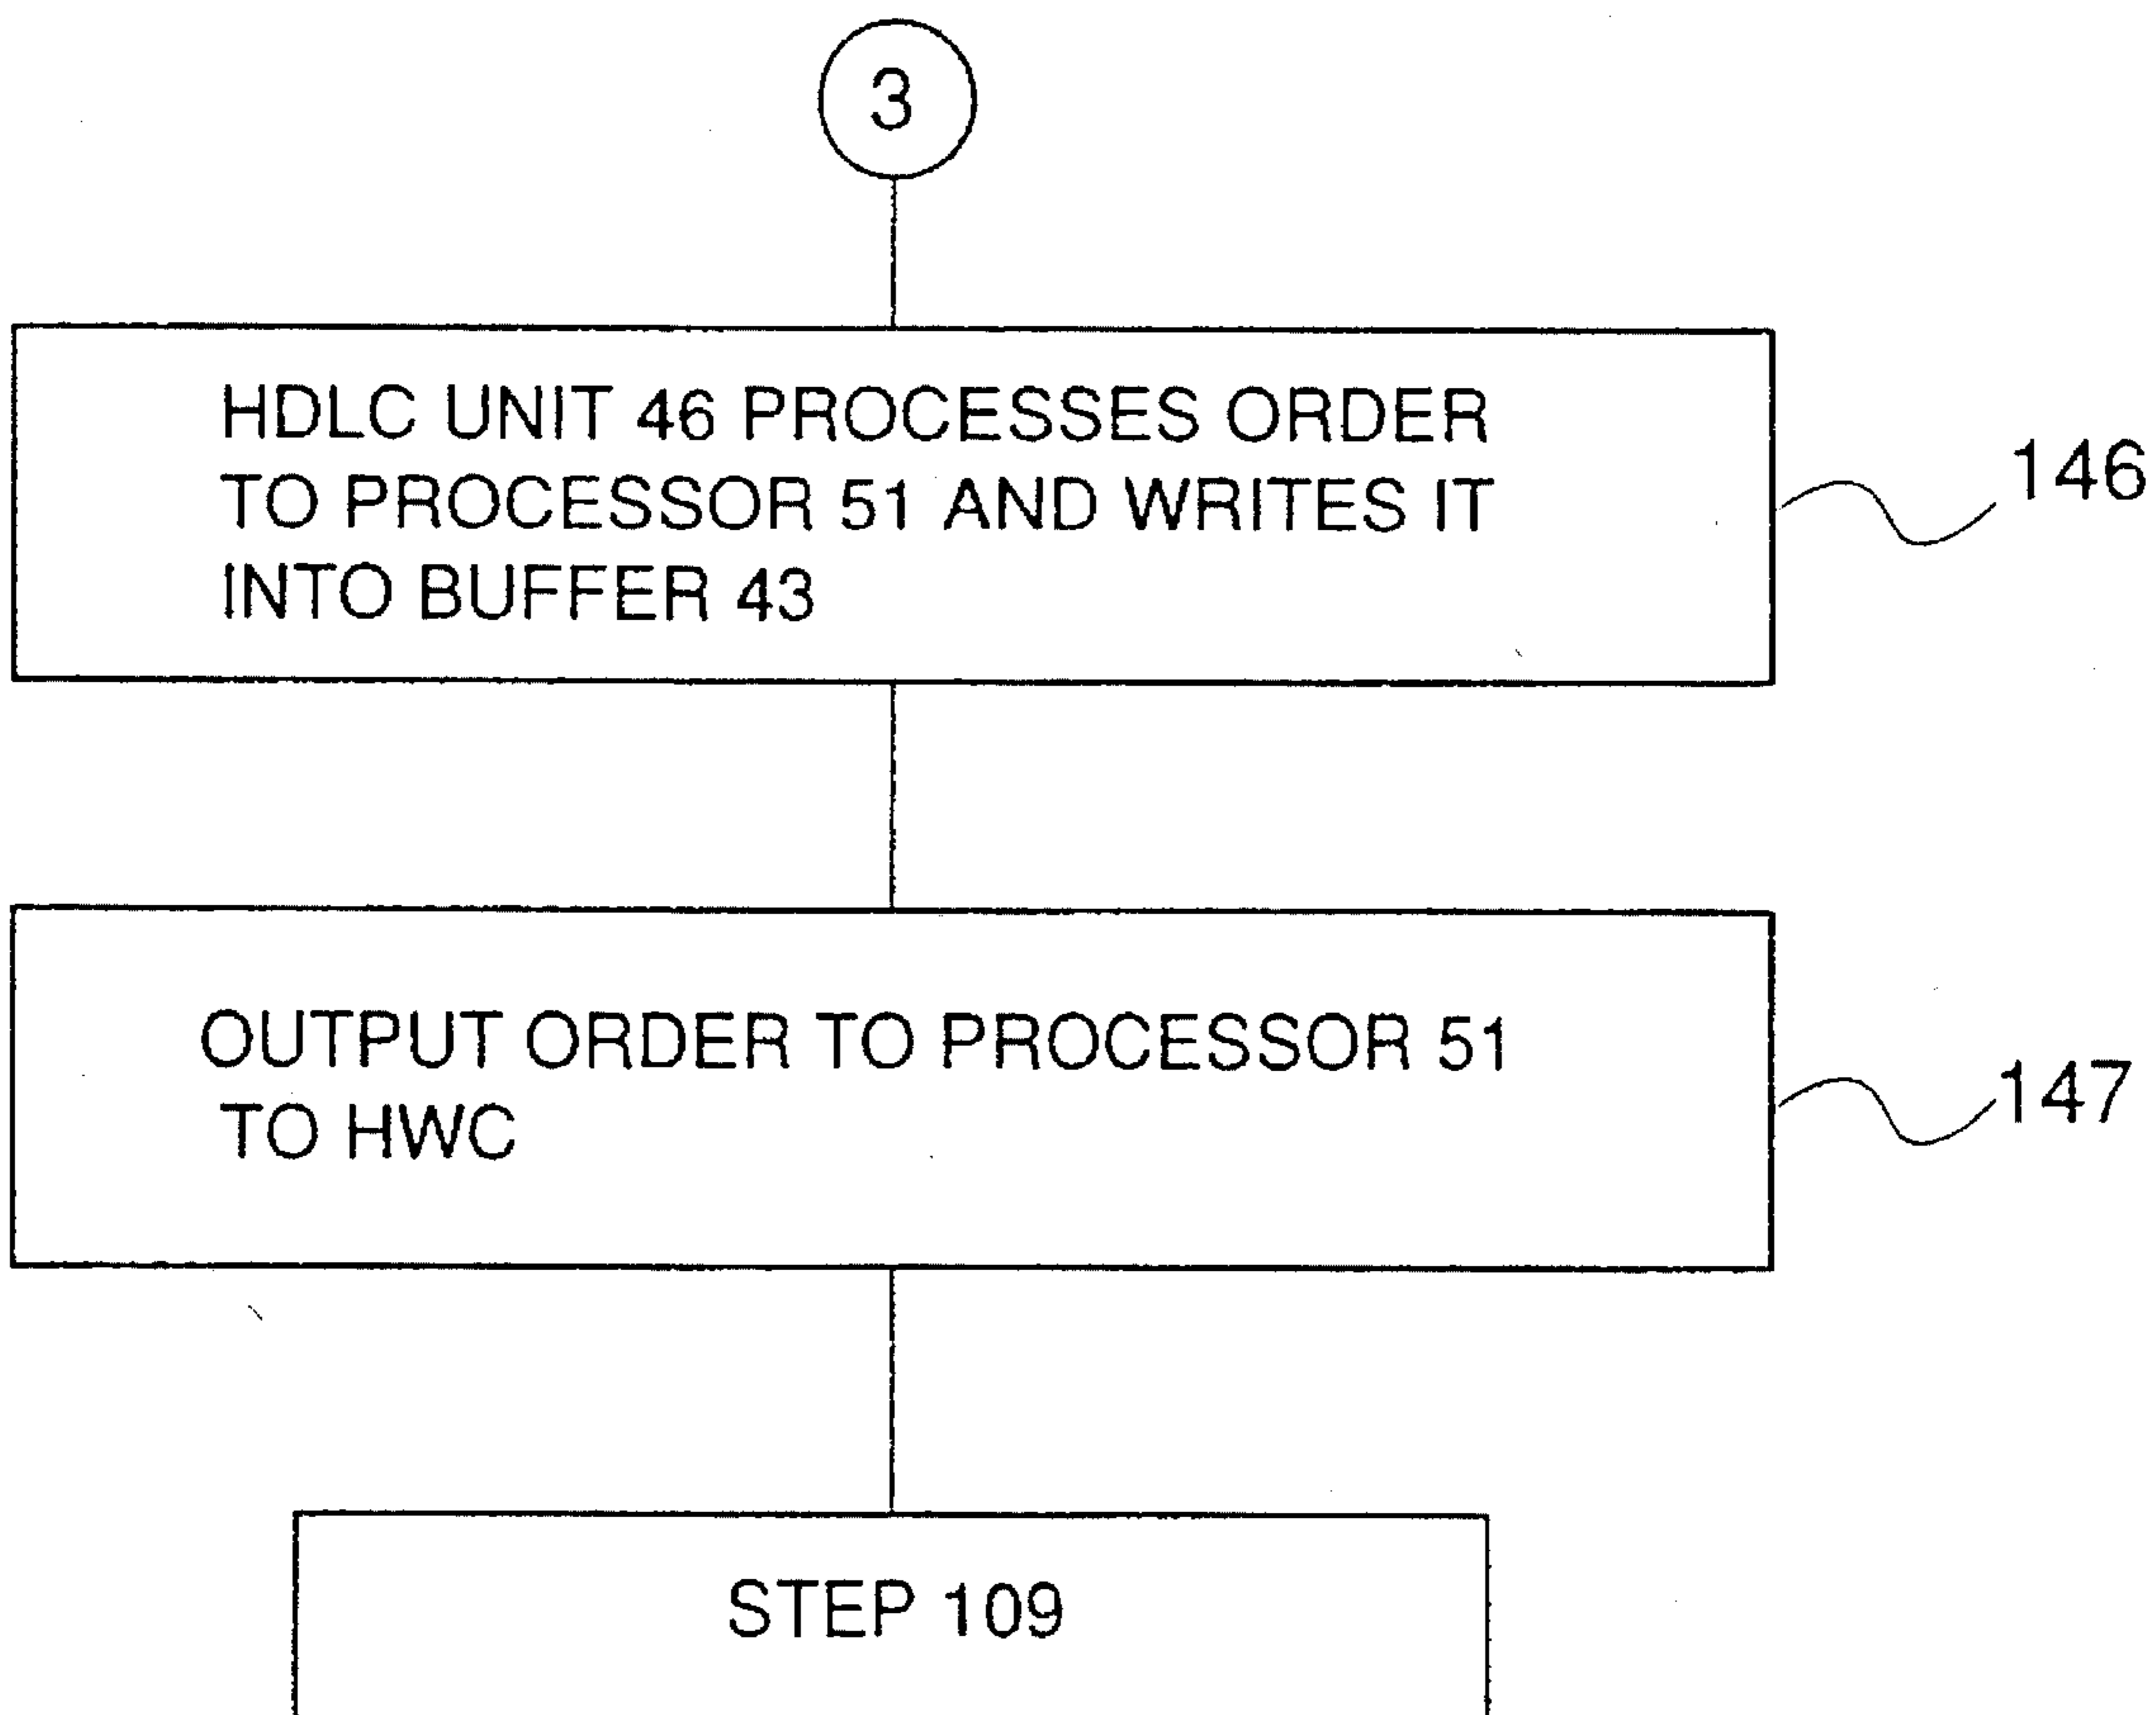 3
HDLC UNIT 46 PROCESSES ORDER
TO PROCESSOR 51 AND WRITES IT
INTO BUFFER 43
146
OUTPUT ORDER TO PROCESSOR 51
TO HWC
147
STEP 109